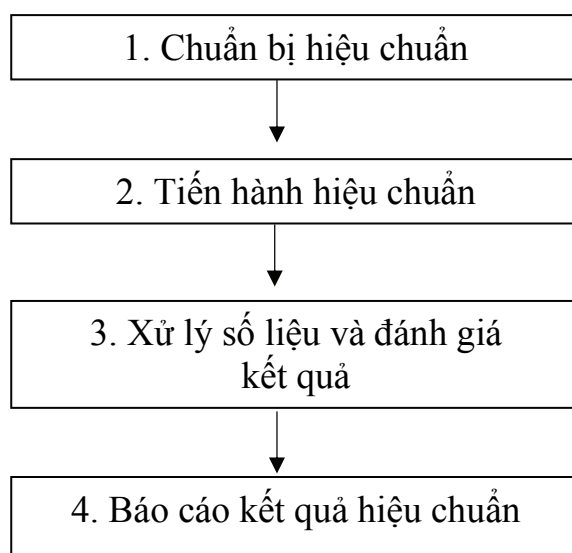 1. Chuẩn bị hiệu chuẩn
2. Tiến hành hiệu chuẩn
3. Xử lý số liệu và đánh giá
kết quả
4. Báo cáo kết quả hiệu chuẩn